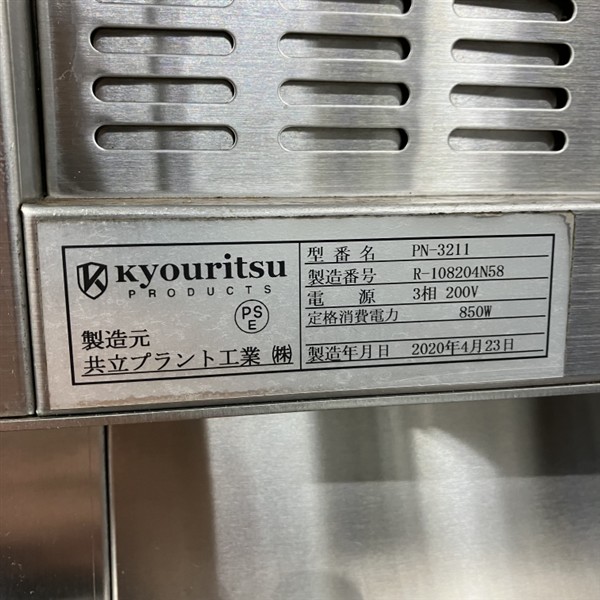 Kyouritsu
PRODUCTS
PS
E
製造元
共立プラント工業 ㈱
型番名 PN-3211
製造番号 R-108204N58
電源 3相 200V
定格消費電力 850W
製造年月日 2020年4月23日